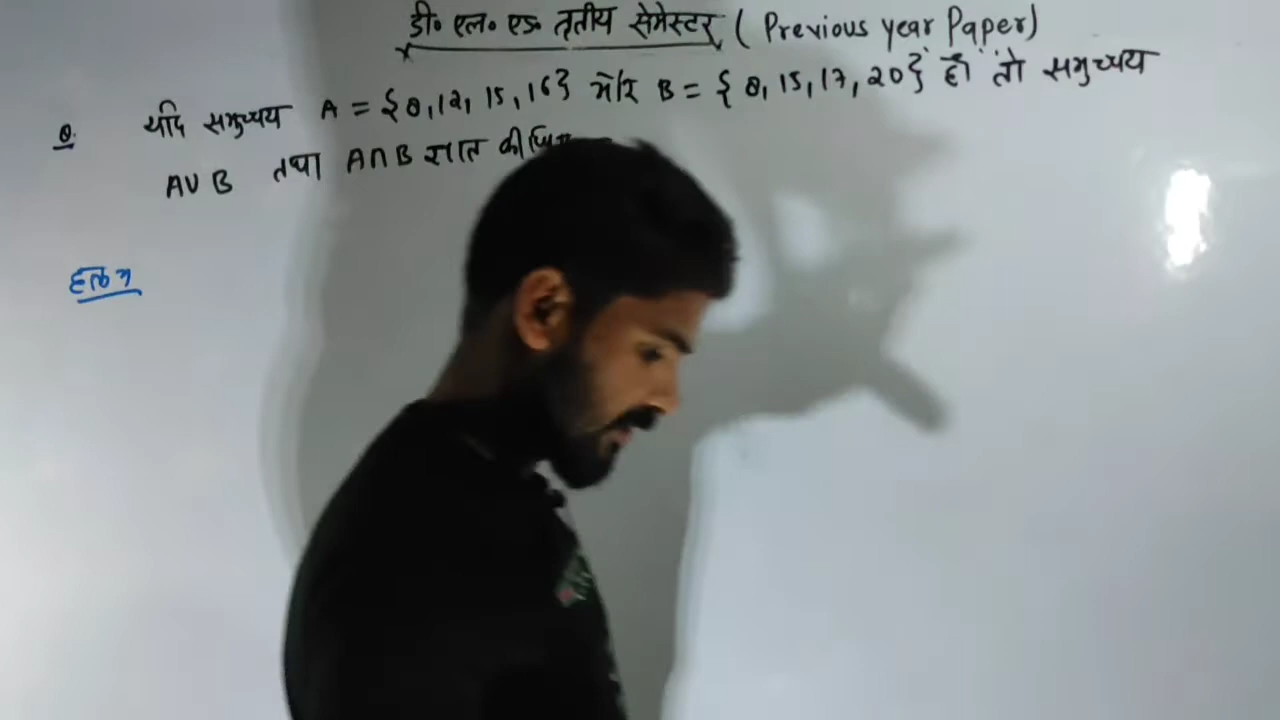 डी० एल० एड० तृतीय सेमेस्टर ( Previous year Paper)
Q. यदि समुच्चय A = {8, 12, 15, 16} और B = { 8, 15, 17, 20} हों तो समुच्चय
A∪B तथा A∩B ज्ञात
हल